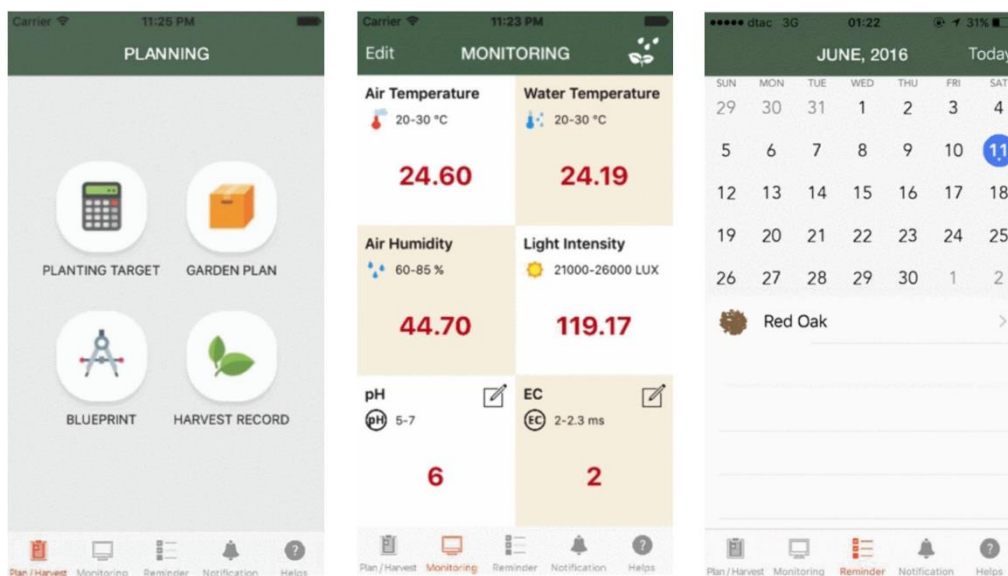 Carrier 11:25 PM
PLANNING
PLANTING TARGET GARDEN PLAN
BLUEPRINT HARVEST RECORD
Plan / Harvest Monitoring Reminder Notification Helps
Carrier 11:23 PM
Edit MONITORING
Air Temperature Water Temperature
20-30 °C 20-30 °C
24.60 24.19
Air Humidity Light Intensity
60-85 % 21000-26000 LUX
44.70 119.17
pH EC
pH 5-7 EC 2-2.3 ms
6 2
Plan / Harvest Monitoring Reminder Notification Helps
dtac 3G 01:22 31%
JUNE, 2016 Today
SUN MON TUE WED THU FRI SAT
29 30 31 1 2 3 4
5 6 7 8 9 10 11
12 13 14 15 16 17 18
19 20 21 22 23 24 25
26 27 28 29 30 1 2
Red Oak
Plan / Harvest Monitoring Reminder Notification Helps